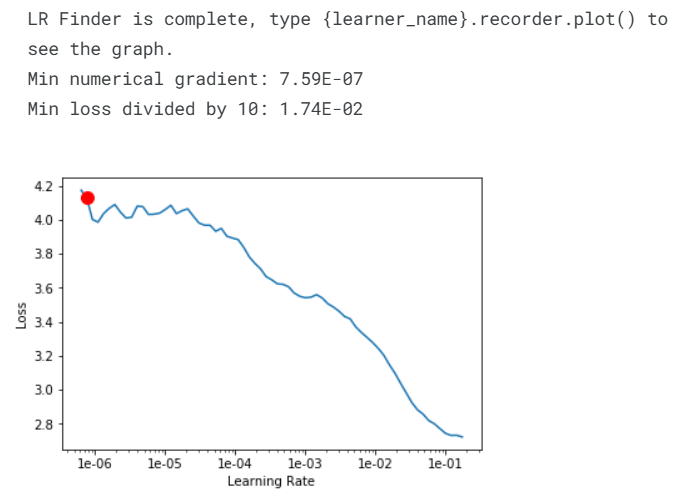 LR Finder is complete, type {learner_name}.recorder.plot() to
see the graph.
Min numerical gradient: 7.59E-07
Min loss divided by 10: 1.74E-02
4.2
4.0
3.8
3.6
3.4
3.2
3.0
2.8
Loss
1e-06 1e-05 1e-04 1e-03 1e-02 1e-01
Learning Rate